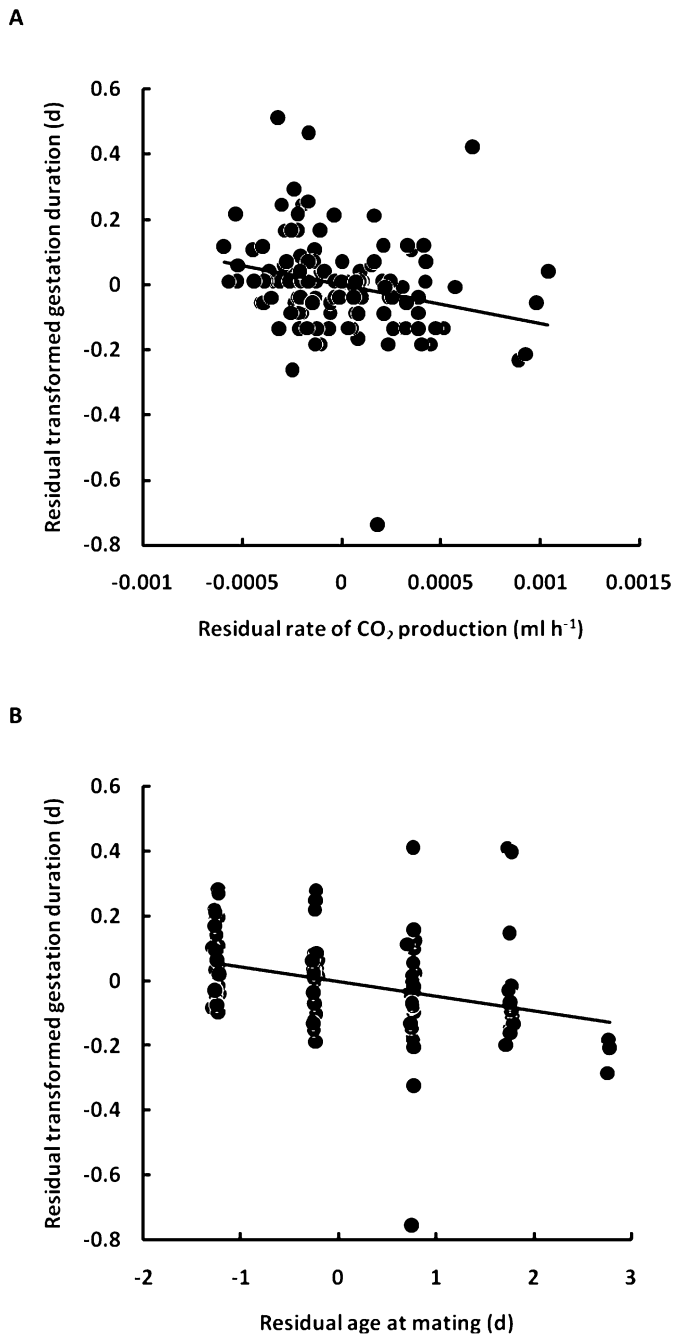 A
Residual transformed gestation duration (d)
0.6
0.4
0.2
0
-0.2
-0.4
-0.6
-0.8
-0.001 -0.0005 0 0.0005 0.001 0.0015
Residual rate of CO₂ production (ml h⁻¹)
B
Residual transformed gestation duration (d)
0.6
0.4
0.2
0
-0.2
-0.4
-0.6
-0.8
-2 -1 0 1 2 3
Residual age at mating (d)